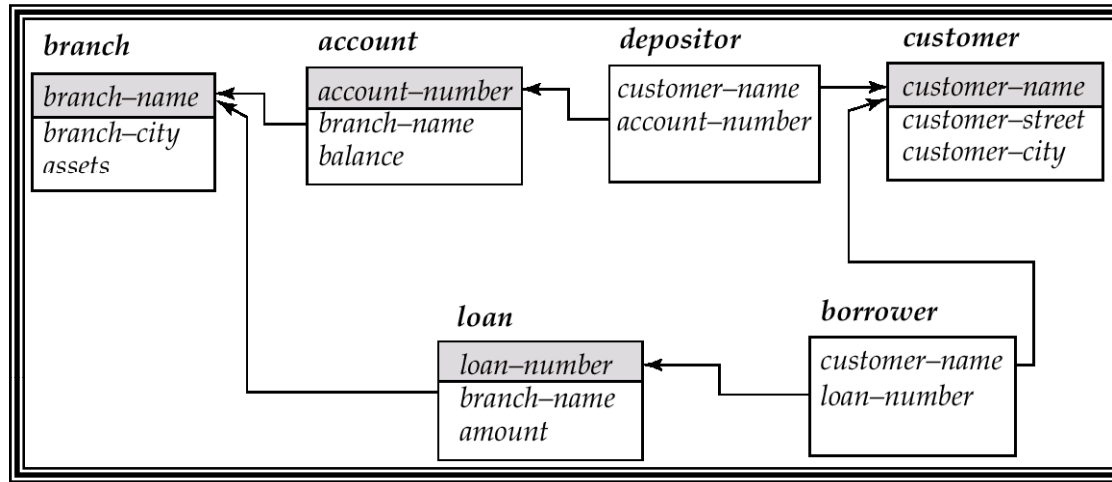 branch
branch–name
branch–city
assets
account
account–number
branch–name
balance
depositor
customer–name
account–number
customer
customer–name
customer–street
customer–city
loan
loan–number
branch–name
amount
borrower
customer–name
loan–number